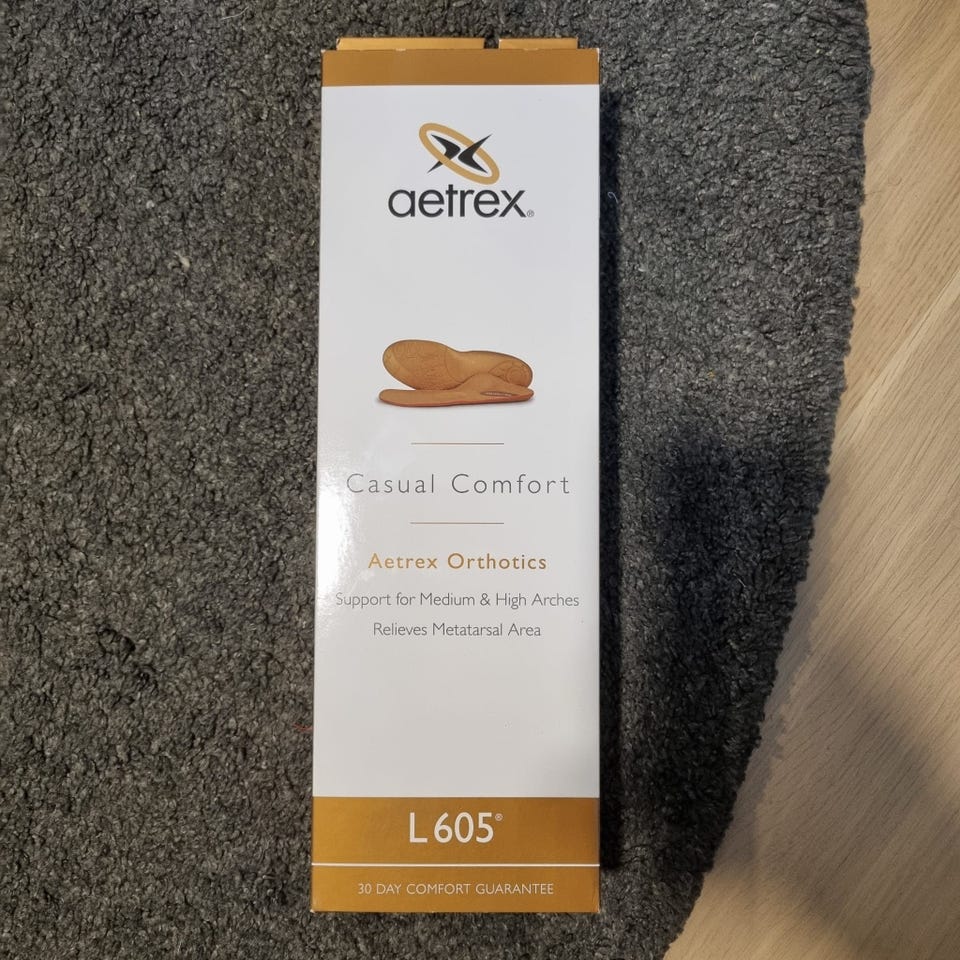 aetrex®
Casual Comfort
Aetrex Orthotics
Support for Medium & High Arches
Relieves Metatarsal Area
L605®
30 DAY COMFORT GUARANTEE